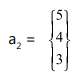 a₂ = {5
4
3}